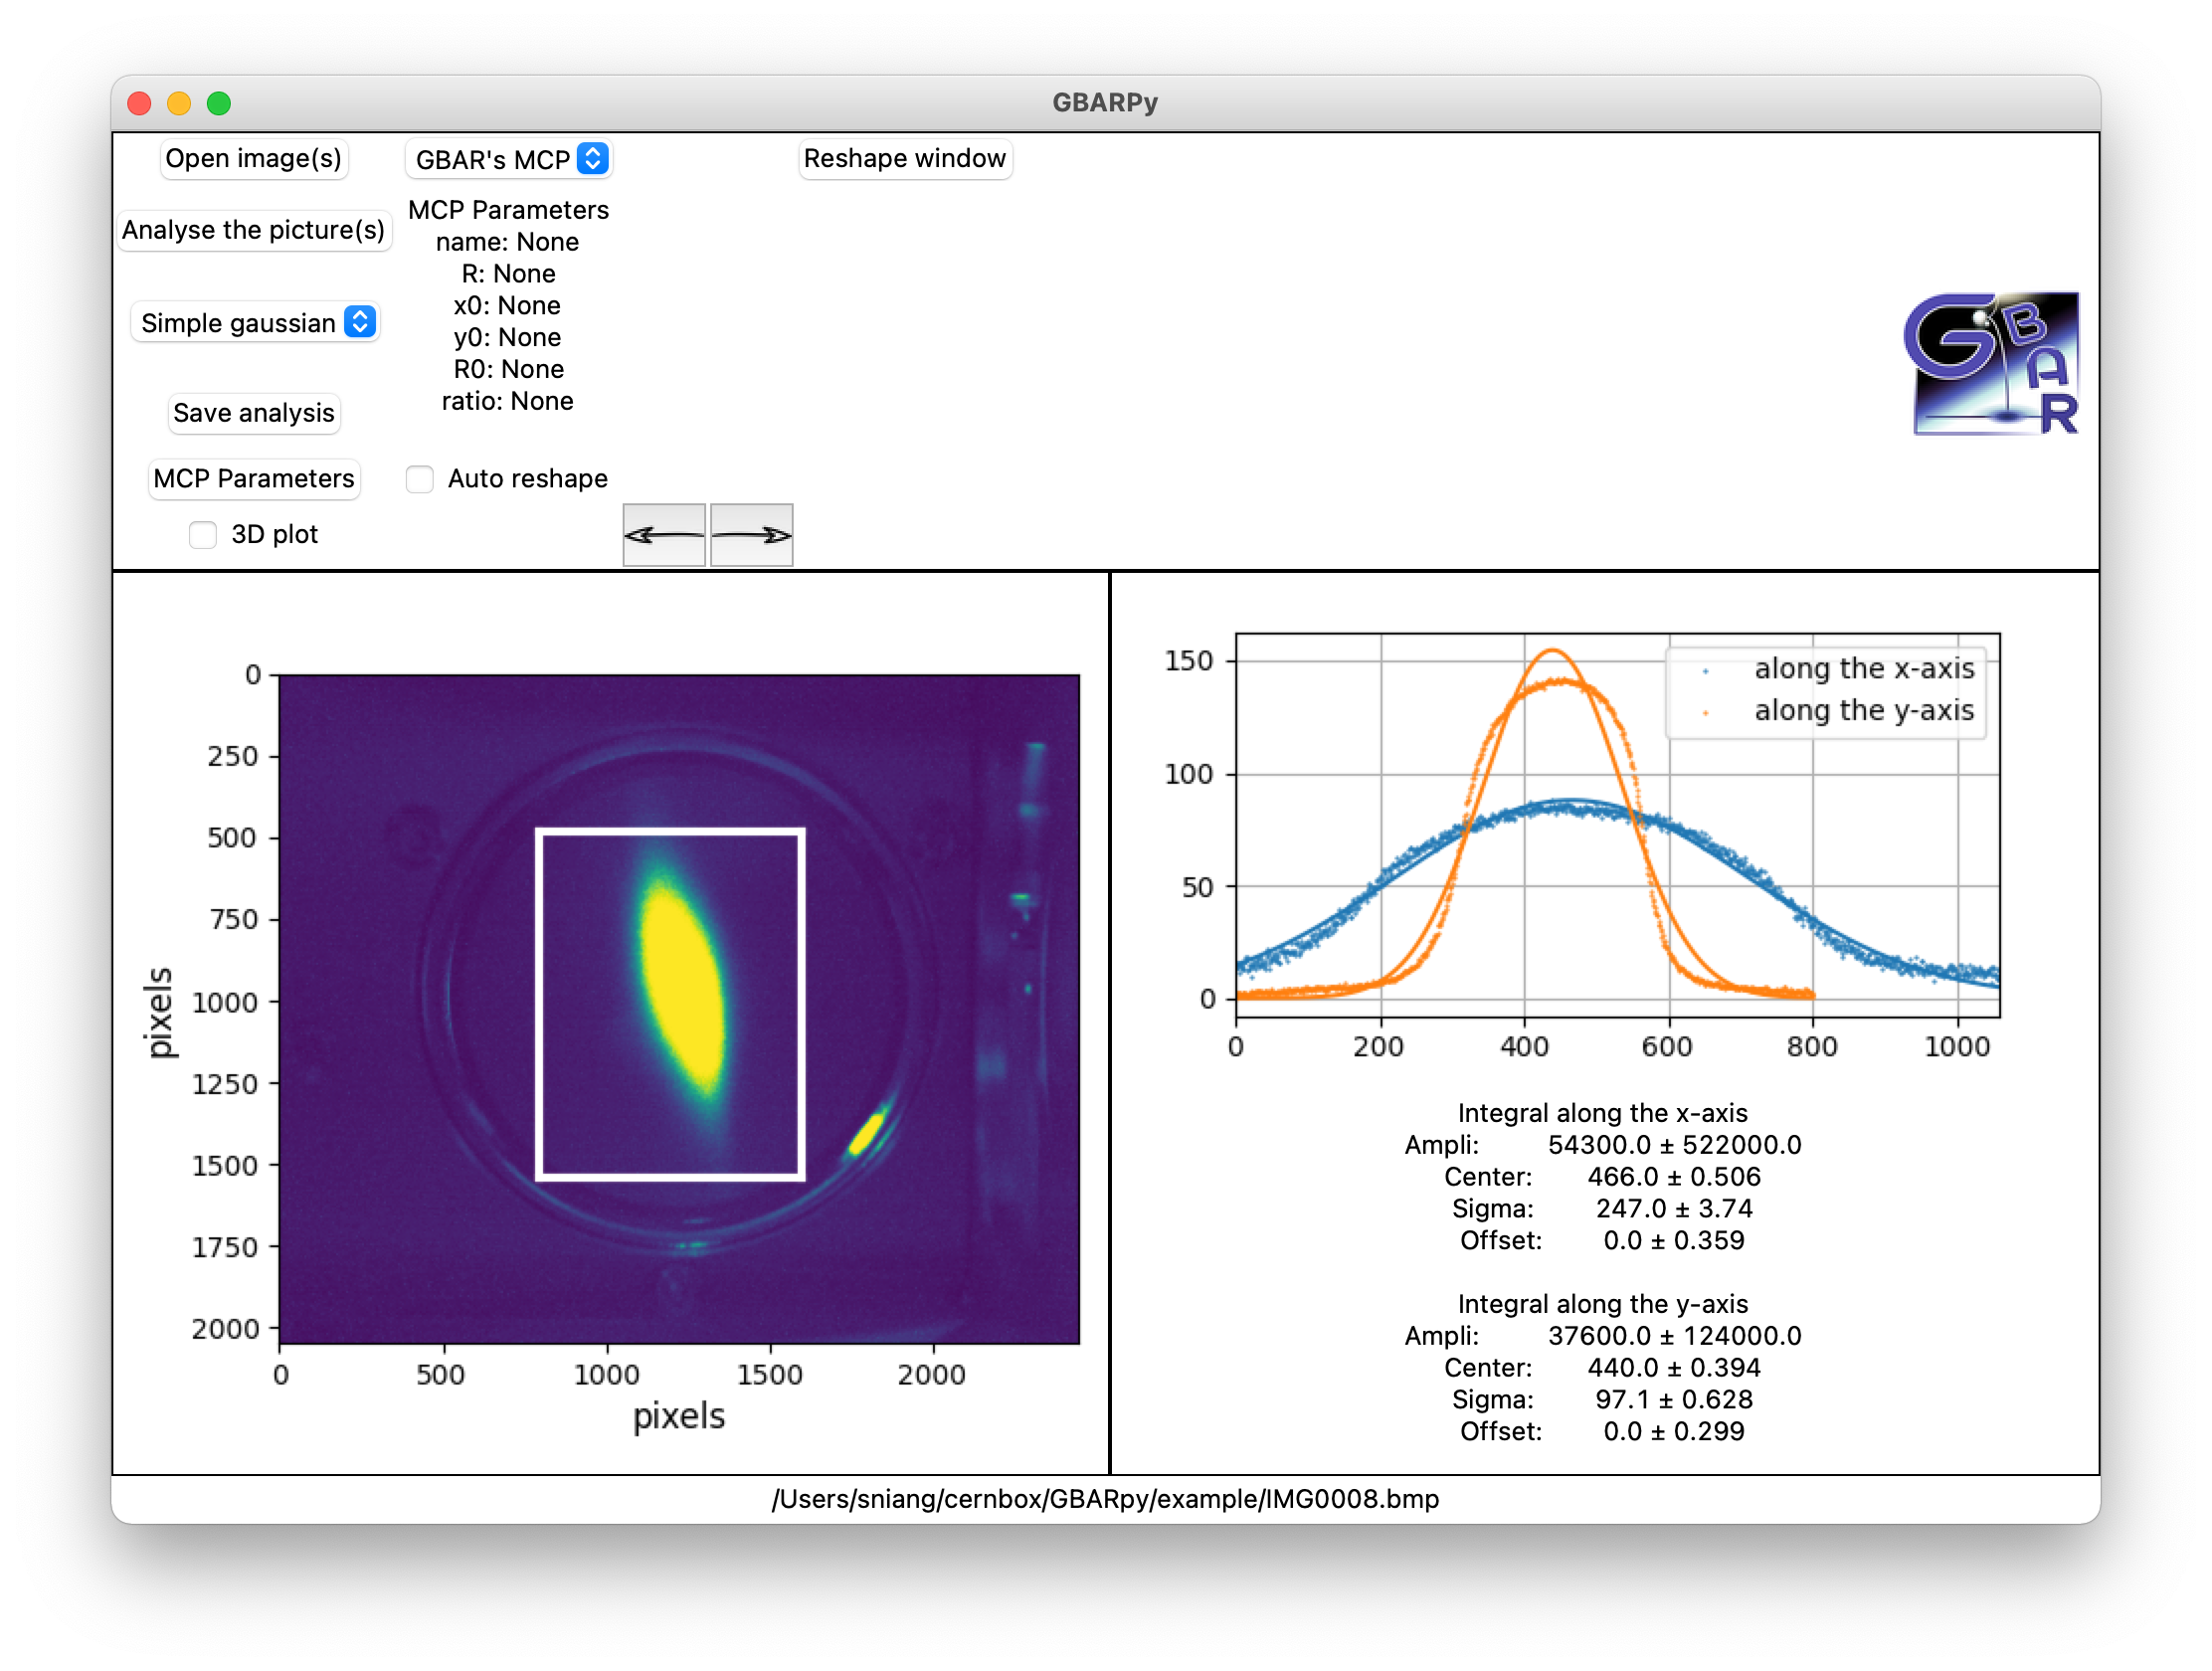 GBARPy
Open image(s)
GBAR's MCP
Reshape window
Analyse the picture(s)
MCP Parameters
name: None
R: None
x0: None
y0: None
R0: None
ratio: None
Simple gaussian
Save analysis
MCP Parameters
Auto reshape
3D plot
GBAR
0
250
500
750
1000
1250
1500
1750
2000
pixels
0
500
1000
1500
2000
pixels
150
100
50
0
along the x-axis
along the y-axis
0
200
400
600
800
1000
Integral along the x-axis
Ampli: 54300.0 ± 522000.0
Center: 466.0 ± 0.506
Sigma: 247.0 ± 3.74
Offset: 0.0 ± 0.359
Integral along the y-axis
Ampli: 37600.0 ± 124000.0
Center: 440.0 ± 0.394
Sigma: 97.1 ± 0.628
Offset: 0.0 ± 0.299
/Users/sniang/cernbox/GBARpy/example/IMG0008.bmp